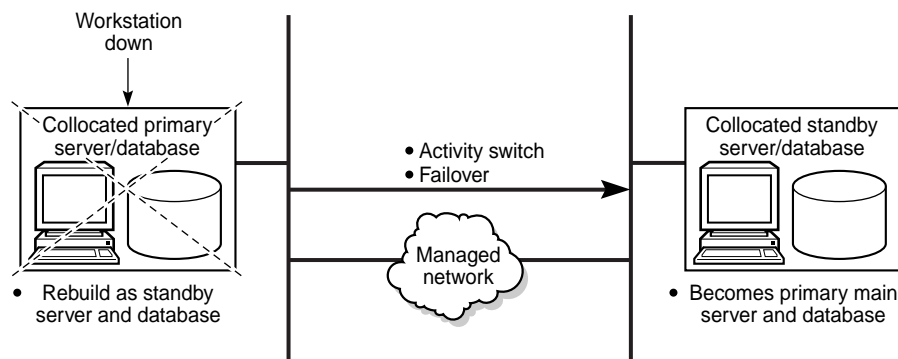 Workstation
down
Collocated primary
server/database
• Rebuild as standby
server and database
• Activity switch
• Failover
Managed
network
Collocated standby
server/database
• Becomes primary main
server and database